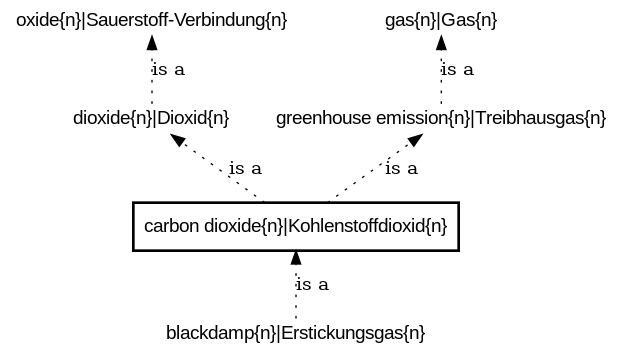 oxide{n}|Sauerstoff-Verbindung{n} gas{n}|Gas{n}
is a is a
dioxide{n}|Dioxid{n} greenhouse emission{n}|Treibhausgas{n}
is a is a
carbon dioxide{n}|Kohlenstoffdioxid{n}
is a
blackdamp{n}|Erstickungsgas{n}